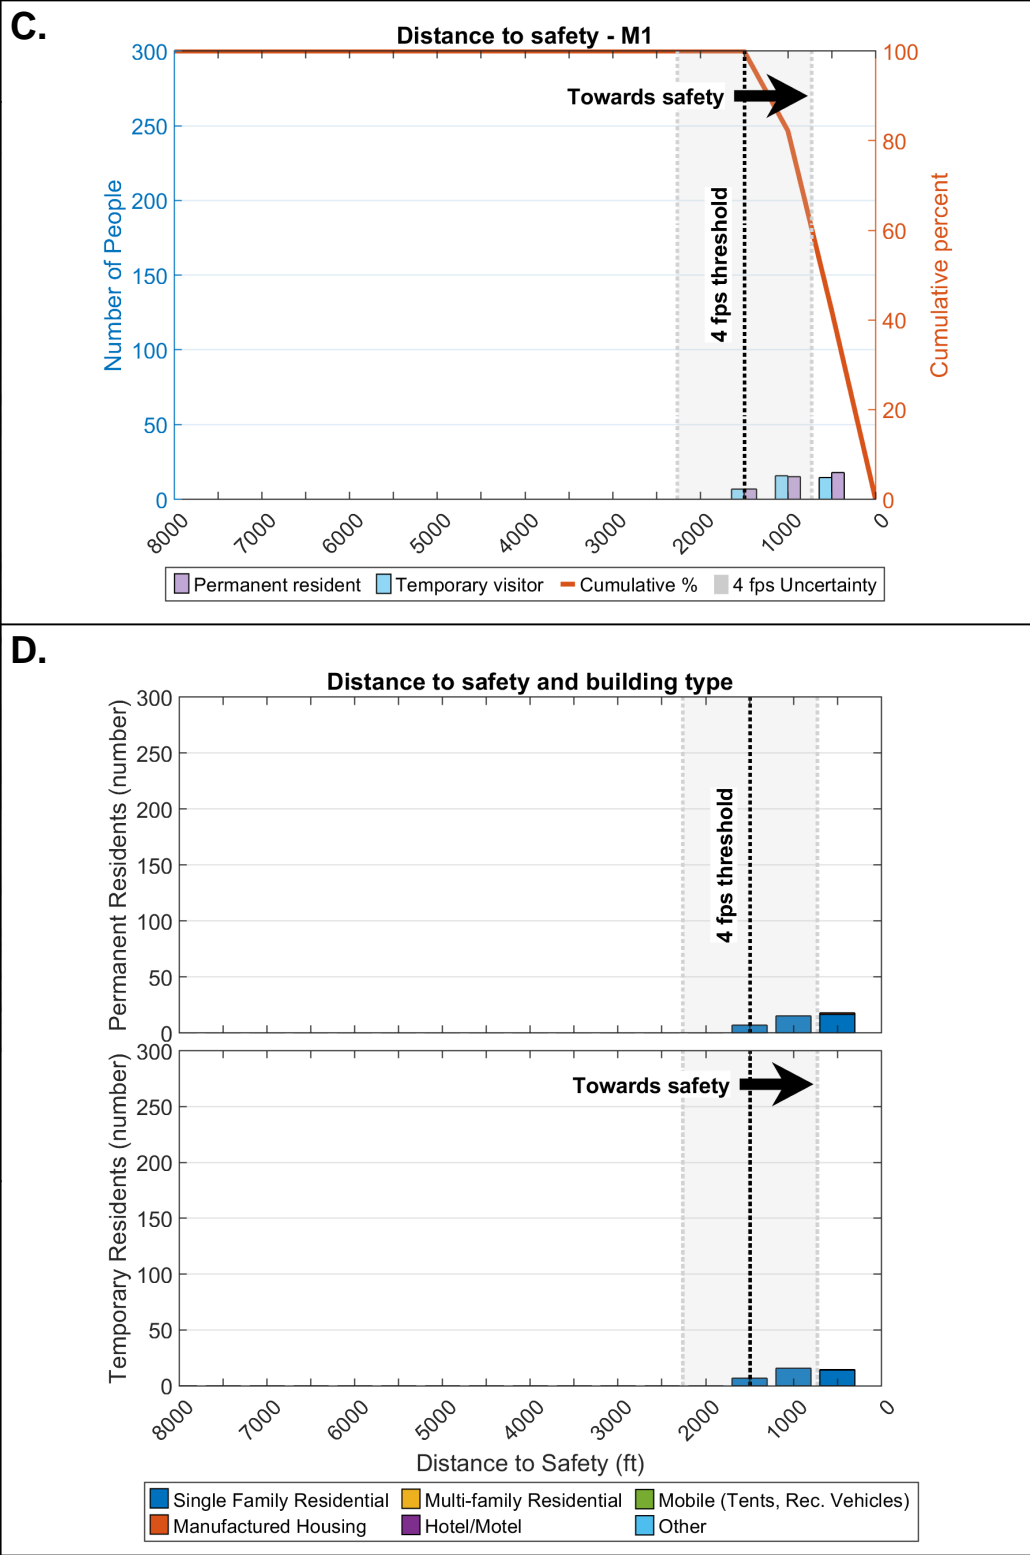 C.
Distance to safety - M1
300
250
200
150
100
50
0
Number of People
100
80
60
40
20
0
Cumulative percent
Towards safety
4 fps threshold
8000 7000 6000 5000 4000 3000 2000 1000 0
Permanent resident Temporary visitor Cumulative % 4 fps Uncertainty
D.
Distance to safety and building type
300
250
200
150
100
50
0
Permanent Residents (number)
4 fps threshold
300
250
200
150
100
50
0
Temporary Residents (number)
Towards safety
8000 7000 6000 5000 4000 3000 2000 1000 0
Distance to Safety (ft)
Single Family Residential Multi-family Residential Mobile (Tents, Rec. Vehicles)
Manufactured Housing Hotel/Motel Other